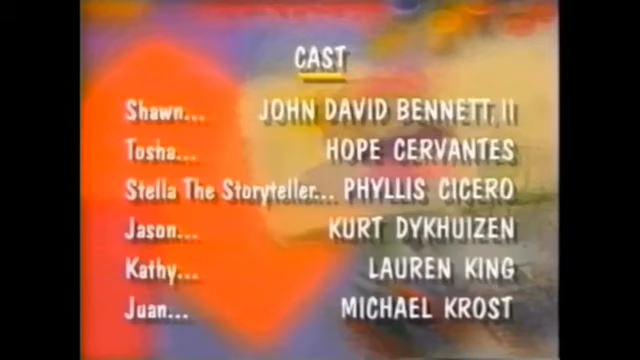 CAST
Shawn... JOHN DAVID BENNETT, II
Tosha... HOPE CERVANTES
Stella The Storyteller... PHYLLIS CICERO
Jason... KURT DYKHUIZEN
Kathy... LAUREN KING
Juan... MICHAEL KROST